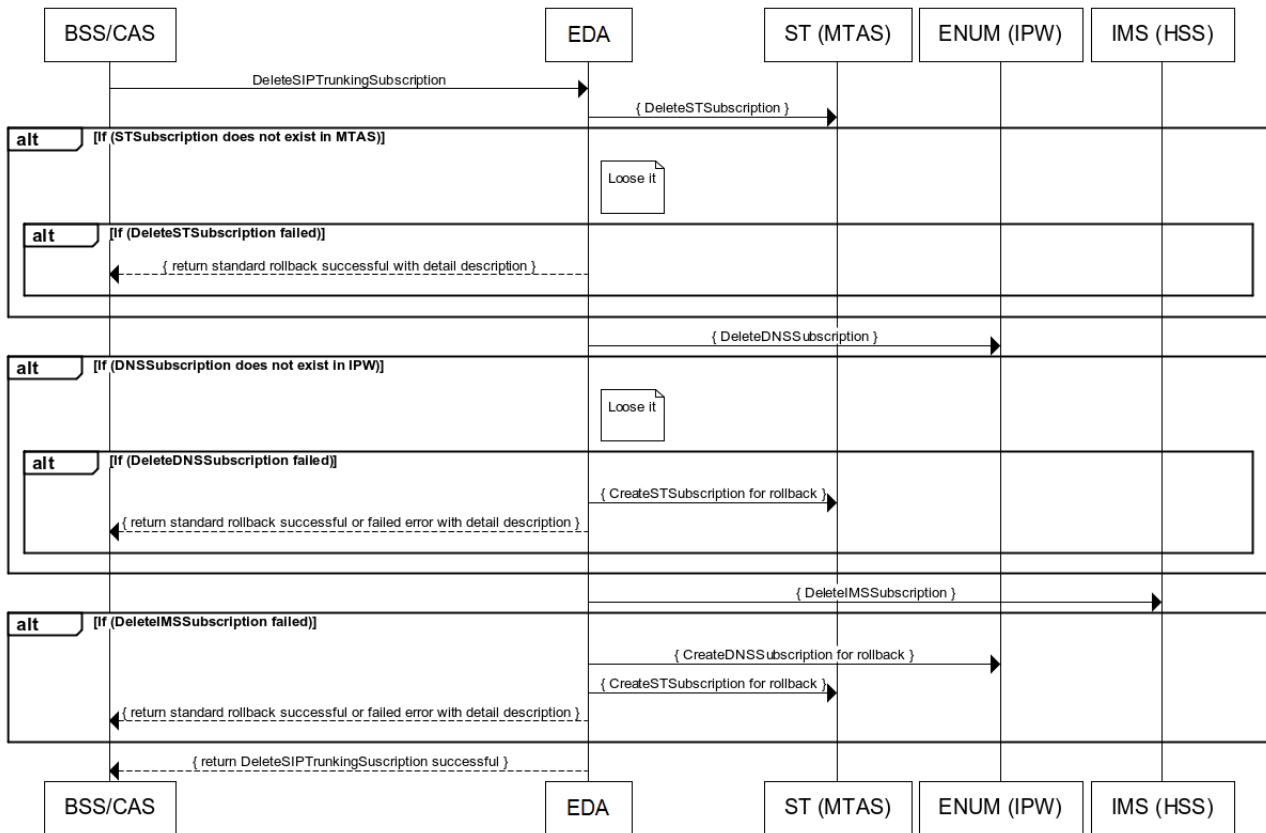 BSS/CAS EDA ST (MTAS) ENUM (IPW) IMS (HSS)
DeleteSIPTrunkingSubscription
{ DeleteSTSubscription }
alt [If (STSubscription does not exist in MTAS)]
Loose it
alt [If (DeleteSTSubscription failed)]
{ return standard rollback successful with detail description }
{ DeleteDNSSubscription }
alt [If (DNSSubscription does not exist in IPW)]
Loose it
alt [If (DeleteDNSSubscription failed)]
{ CreateSTSubscription for rollback }
{ return standard rollback successful or failed error with detail description }
{ DeleteIMSSubscription }
alt [If (DeleteIMSSubscription failed)]
{ CreateDNSSubscription for rollback }
{ CreateSTSubscription for rollback }
{ return standard rollback successful or failed error with detail description }
{ return DeleteSIPTrunkingSuscription successful }
BSS/CAS EDA ST (MTAS) ENUM (IPW) IMS (HSS)